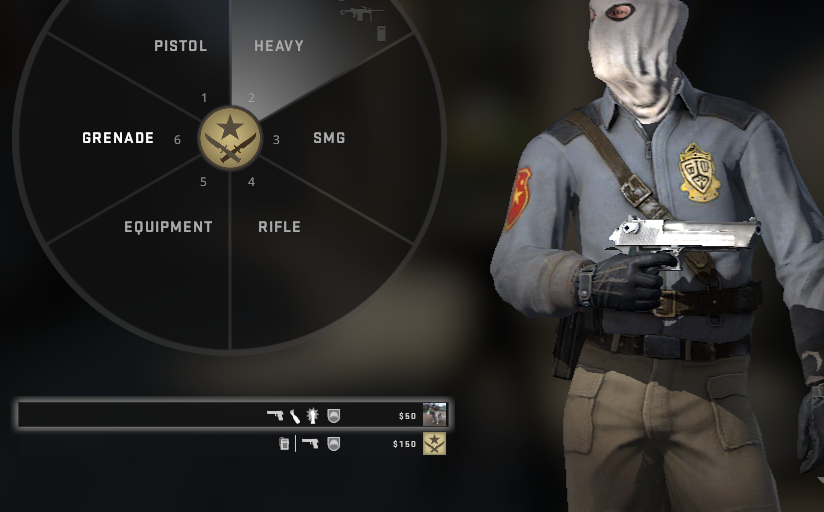 PISTOL HEAVY
1 2
GRENADE 6 3 SMG
5 4
EQUIPMENT RIFLE
$50
$150